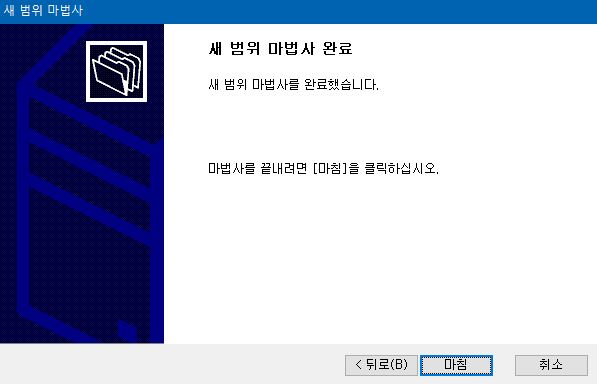 새 범위 마법사
새 범위 마법사 완료
새 범위 마법사를 완료했습니다.
마법사를 끝내려면 [마침]을 클릭하십시오.
< 뒤로(B)
마침
취소